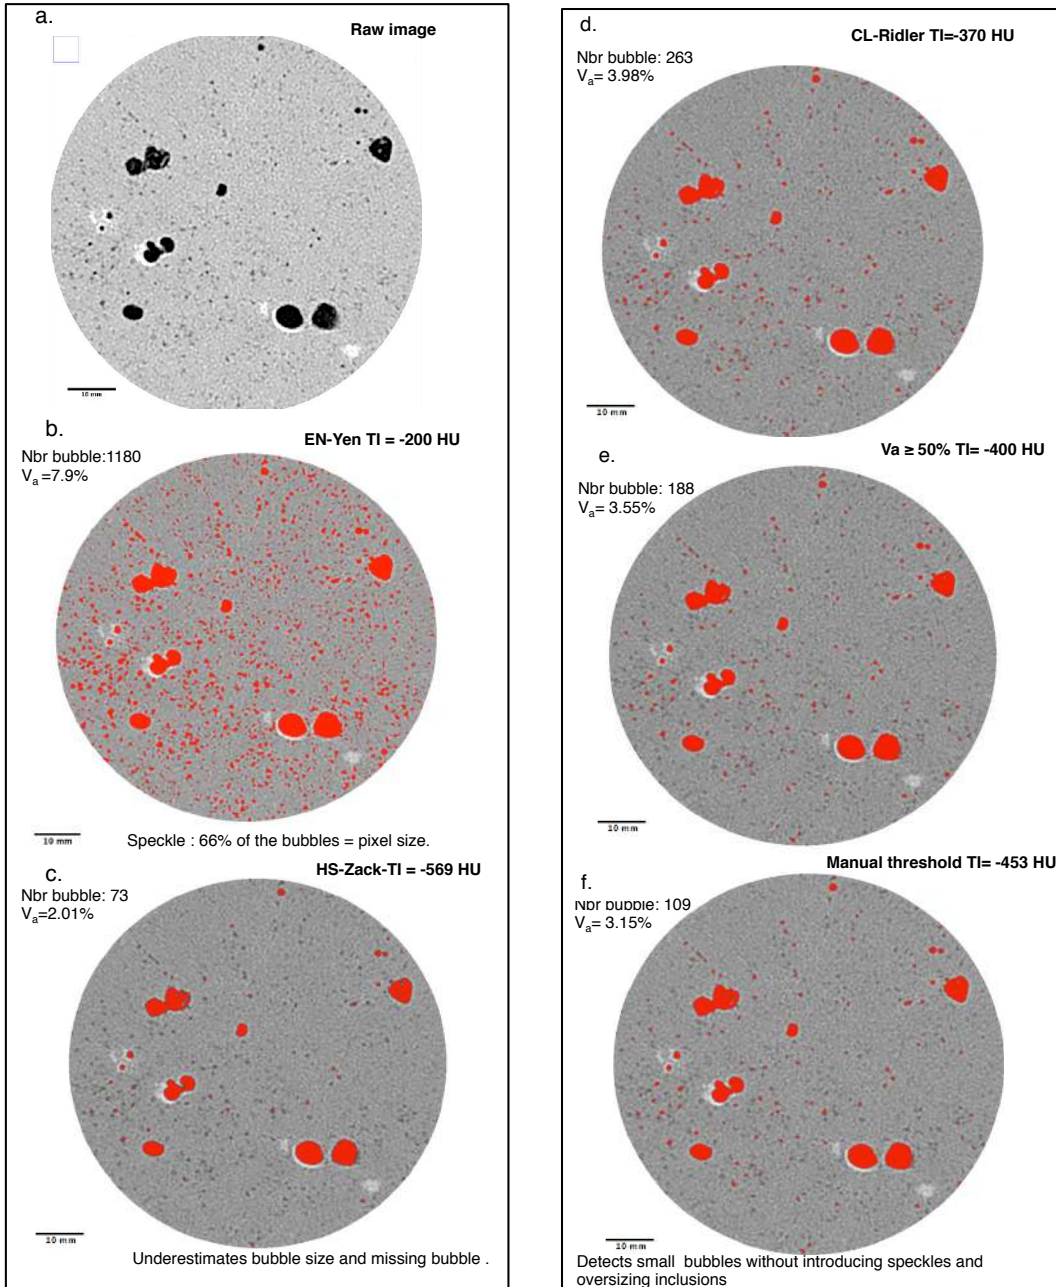 a.
Raw image
10 mm
b.
EN-Yen TI = -200 HU
Nbr bubble:1180
Va =7.9%
10 mm
Speckle : 66% of the bubbles = pixel size.
c.
HS-Zack-TI = -569 HU
Nbr bubble: 73
Va=2.01%
10 mm
Underestimates bubble size and missing bubble .
d.
CL-Ridler TI=-370 HU
Nbr bubble: 263
Va= 3.98%
10 mm
Va ≥ 50% TI= -400 HU
e.
Nbr bubble: 188
Va= 3.55%
10 mm
Manual threshold TI= -453 HU
f.
Nbr bubble: 109
Va= 3.15%
10 mm
Detects small bubbles without introducing speckles and
oversizing inclusions